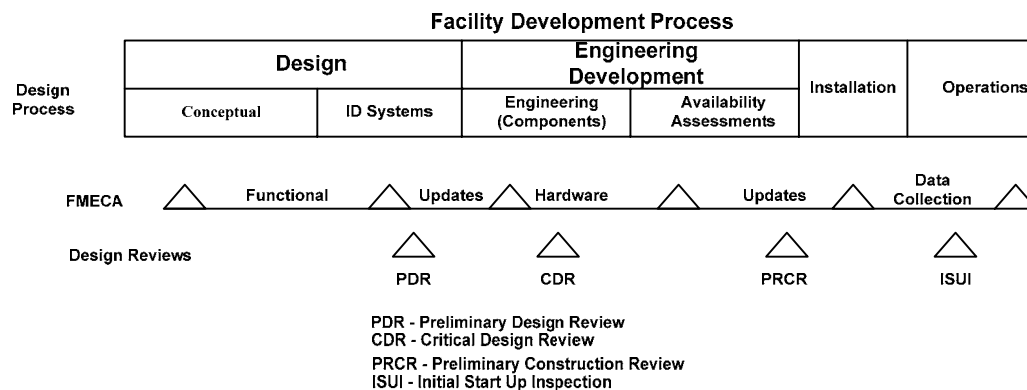 Facility Development Process
Design
Process
Design
Engineering
Development
Installation
Operations
Conceptual
ID Systems
Engineering
(Components)
Availability
Assessments
FMECA
Functional
Updates
Hardware
Updates
Data
Collection
Design Reviews
PDR
CDR
PRCR
ISUI
PDR - Preliminary Design Review
CDR - Critical Design Review
PRCR - Preliminary Construction Review
ISUI - Initial Start Up Inspection